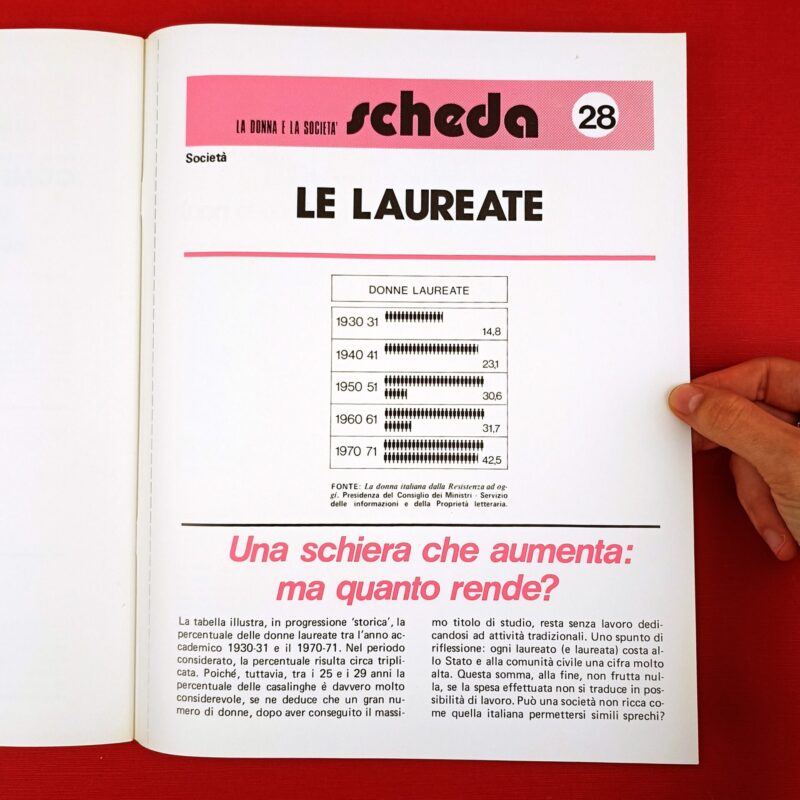 LA DONNA E LA SOCIETA' scheda 28
Società
LE LAUREATE
DONNE LAUREATE
1930 31
14,8
1940 41
23,1
1950 51
30,6
1960 61
31,7
1970 71
42,5
FONTE: La donna italiana dalla Resistenza ad og-
gi. Presidenza del Consiglio dei Ministri - Servizio
delle informazioni e della Proprietà letteraria.
Una schiera che aumenta:
ma quanto rende?
La tabella illustra, in progressione 'storica', la
percentuale delle donne laureate tra l'anno ac-
cademico 1930-31 e il 1970-71. Nel periodo
considerato, la percentuale risulta circa tripli-
cata. Poiché, tuttavia, tra i 25 e i 29 anni la
percentuale delle casalinghe è davvero molto
considerevole, se ne deduce che un gran nu-
mero di donne, dopo aver conseguito il massi-
mo titolo di studio, resta senza lavoro dedi-
candosi ad attività tradizionali. Uno spunto di
riflessione: ogni laureato (e laureata) costa al-
lo Stato e alla comunità civile una cifra molto
alta. Questa somma, alla fine, non frutta nul-
la, se la spesa effettuata non si traduce in pos-
sibilità di lavoro. Può una società non ricca co-
me quella italiana permettersi simili sprechi?